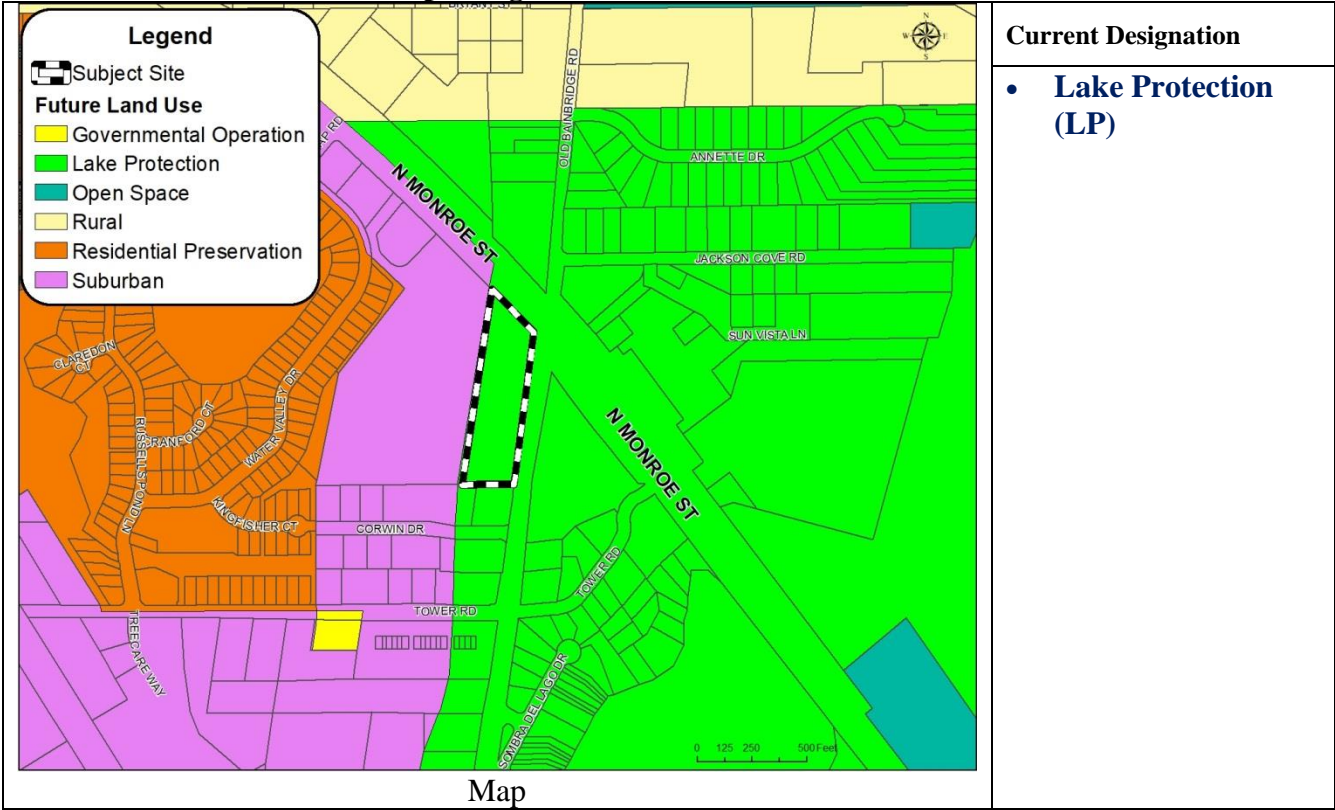 Legend
Subject Site
Future Land Use
Governmental Operation
Lake Protection
Open Space
Rural
Residential Preservation
Suburban
N
W E
S
OLD BAINBRIDGE RD
ANNETTE DR
N MONROE ST
JACKSON COVE RD
SUN VISTA LN
CLAREDON
CT
CRANFORD CT
WATER VALLEY DR
RUSSELLS POND LN
KINGFISHER CT
CORWIN DR
N MONROE ST
TOWER RD
TOWER RD
TREECARE WAY
SOMBRA DEL LAGO DR
0 125 250 500 Feet
Map
Current Designation
• Lake Protection
(LP)